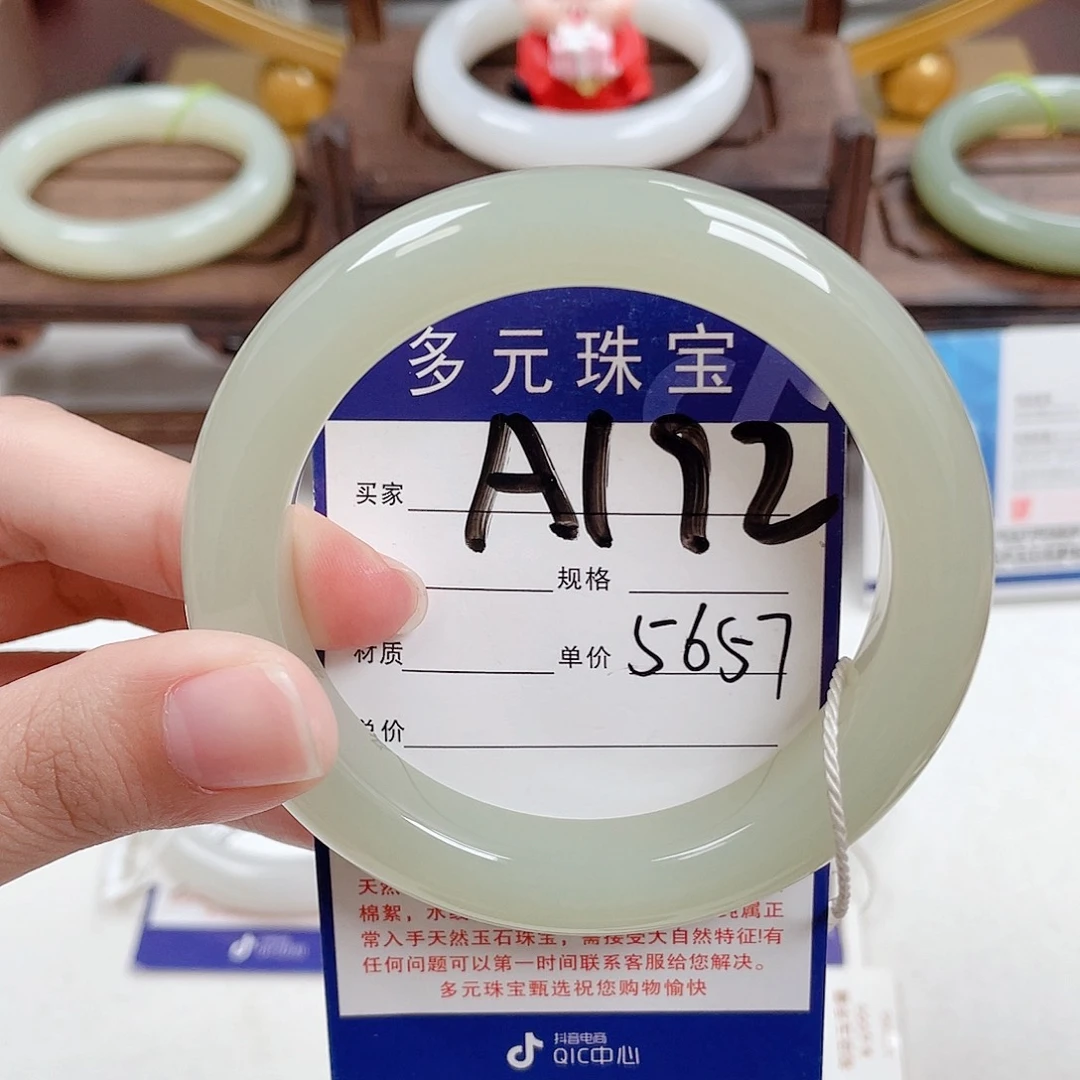 多元珠宝
买家 A192
规格
材质 单价 5657
总价
天然
棉絮，水
属正
常入手天然玉石珠宝，需接受大自然特征!有
任何问题可以第一时间联系客服给您解决。
多元珠宝甄选祝您购物愉快
抖音电商
QIC中心